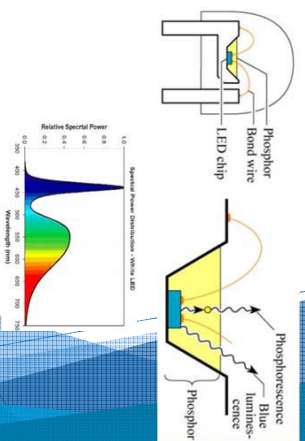 Phosphor
Bond wire
LED chip
Phosphorescence
Blue
lumines-
cence
Phosphor
Spectral Power Distribution - White LED
Relative Specrtal Power
1.0
0.8
0.6
0.4
0.2
0.0
350 400 450 500 550 600 650 700 750
Wavelength (nm)